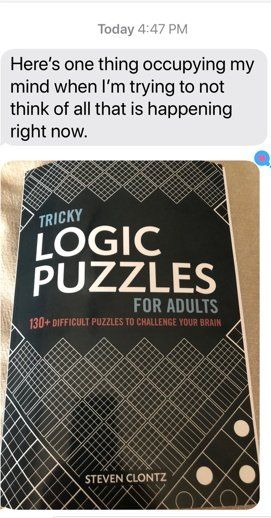 Today 4:47 PM
Here’s one thing occupying my
mind when I’m trying to not
think of all that is happening
right now.
TRICKY
LOGIC
PUZZLES
FOR ADULTS
130+ DIFFICULT PUZZLES TO CHALLENGE YOUR BRAIN
STEVEN CLONTZ